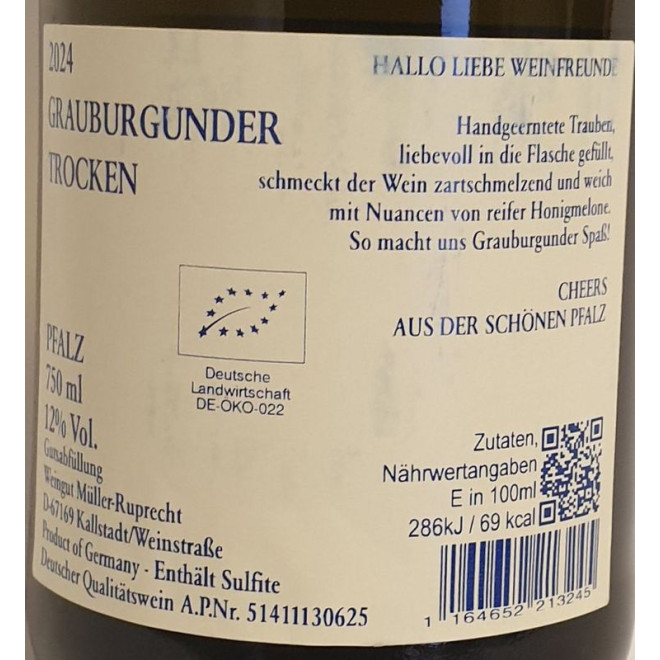 2024
GRAUBURGUNDER
TROCKEN
HALLO LIEBE WEINFREUNDE
Handgeerntete Trauben,
liebevoll in die Flasche gefüllt,
schmeckt der Wein zartschmelzend und weich
mit Nuancen von reifer Honigmelone.
So macht uns Grauburgunder Spaß!
CHEERS
AUS DER SCHÖNEN PFALZ
Deutsche
Landwirtschaft
DE-ÖKO-022
PFALZ
750 ml
12% Vol.
Gutsabfüllung
Weingut Müller-Ruprecht
D-67169 Kallstadt/Weinstraße
Product of Germany - Enthält Sulfite
Deutscher Qualitätswein A.P.Nr. 51411130625
Zutaten,
Nährwertangaben
E in 100ml
286kJ / 69 kcal
1 164652 213245